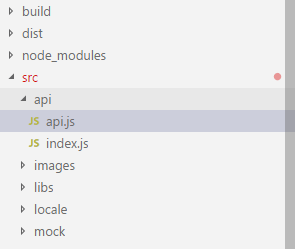 build
dist
node_modules
src
api
JS api.js
JS index.js
images
libs
locale
mock